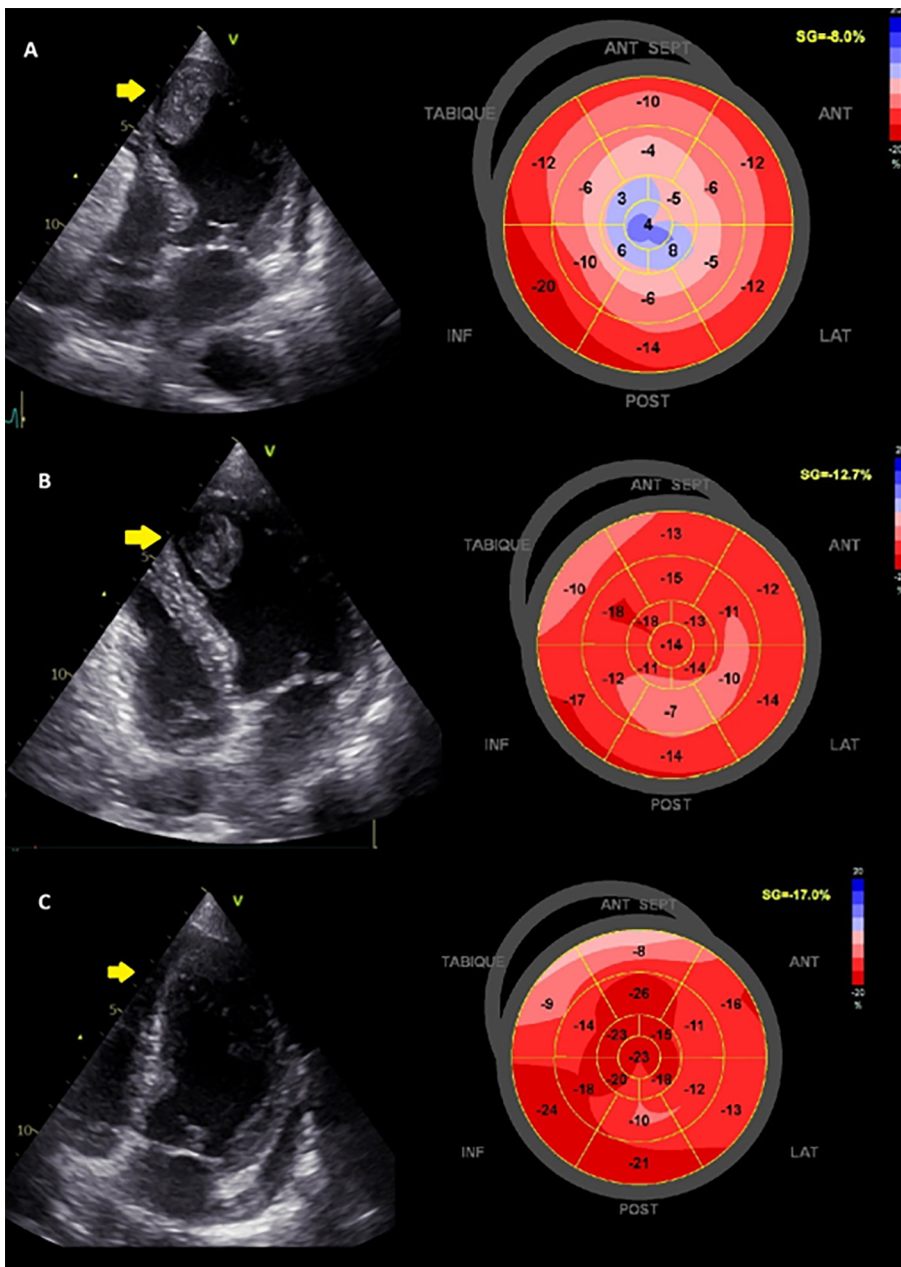 A
V
5
10
SG=-8.0%
ANT SEPT
TABIQUE
ANT
-10
-4
-12
-12
-6
-6
3
-5
4
6
8
-10
-5
-20
-12
-6
INF
LAT
-14
POST
-20
%
B
V
5
10
SG=-12.7%
ANT SEPT
TABIQUE
ANT
-13
-15
-10
-12
-18
-11
-18
-13
-14
-11
-14
-12
-10
-17
-14
-7
INF
LAT
-14
POST
%
C
V
5
10
SG=-17.0%
20
ANT SEPT
TABIQUE
ANT
-8
-26
-9
-16
-14
-11
-23
-15
-23
-20
-18
-18
-12
-24
-13
-10
INF
LAT
-21
POST
-20
%